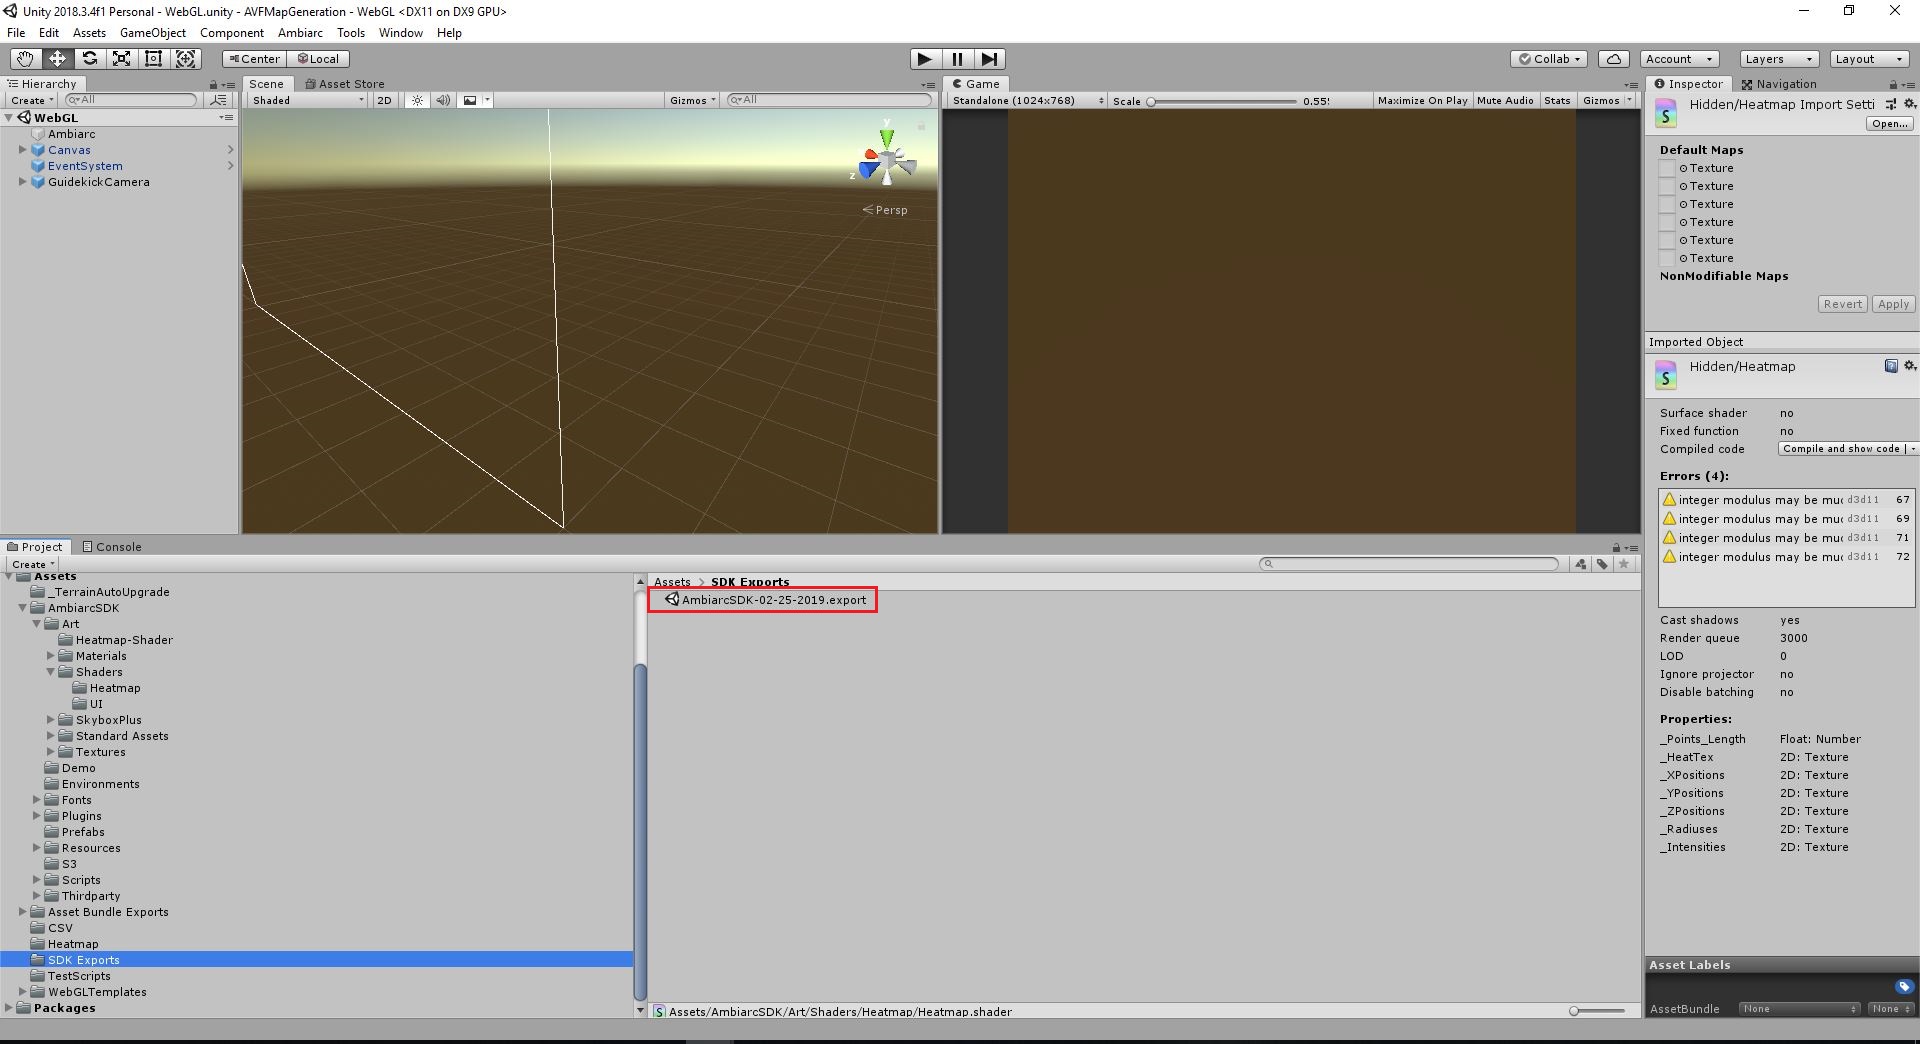 Unity 2018.3.4f1 Personal - WebGL.unity - AVFMapGeneration - WebGL <DX11 on DX9 GPU>
File Edit Assets GameObject Component Ambiarc Tools Window Help
Center Local Collab Account Layers Layout
Hierarchy
Create All
WebGL
Ambiarc
Canvas
EventSystem
GuidekickCamera
Scene Asset Store
Shaded 2D Gizmos All
y
z
Persp
Game
Standalone (1024x768) Scale 0.55: Maximize On Play Mute Audio Stats Gizmos
Inspector Navigation
Hidden/Heatmap Import Setti
Open...
Default Maps
Texture
Texture
Texture
Texture
Texture
Texture
NonModifiable Maps
Revert Apply
Imported Object
S Hidden/Heatmap
Surface shader no
Fixed function no
Compiled code Compile and show code
Errors (4):
integer modulus may be muc d3d11 67
integer modulus may be muc d3d11 69
integer modulus may be muc d3d11 71
integer modulus may be muc d3d11 72
Cast shadows yes
Render queue 3000
LOD 0
Ignore projector no
Disable batching no
Properties:
_Points_Length Float: Number
_HeatTex 2D: Texture
_XPositions 2D: Texture
_YPositions 2D: Texture
_ZPositions 2D: Texture
_Radiuses 2D: Texture
_Intensities 2D: Texture
Asset Labels
AssetBundle None None
Project Console
Create
Assets
_TerrainAutoUpgrade
AmbiarcSDK
Art
Heatmap-Shader
Materials
Shaders
Heatmap
UI
SkyboxPlus
Standard Assets
Textures
Demo
Environments
Fonts
Plugins
Prefabs
Resources
S3
Scripts
Thirdparty
Asset Bundle Exports
CSV
Heatmap
SDK Exports
TestScripts
WebGLTemplates
Packages
Assets > SDK Exports
AmbiarcSDK-02-25-2019.export
Assets/AmbiarcSDK/Art/Shaders/Heatmap/Heatmap.shader